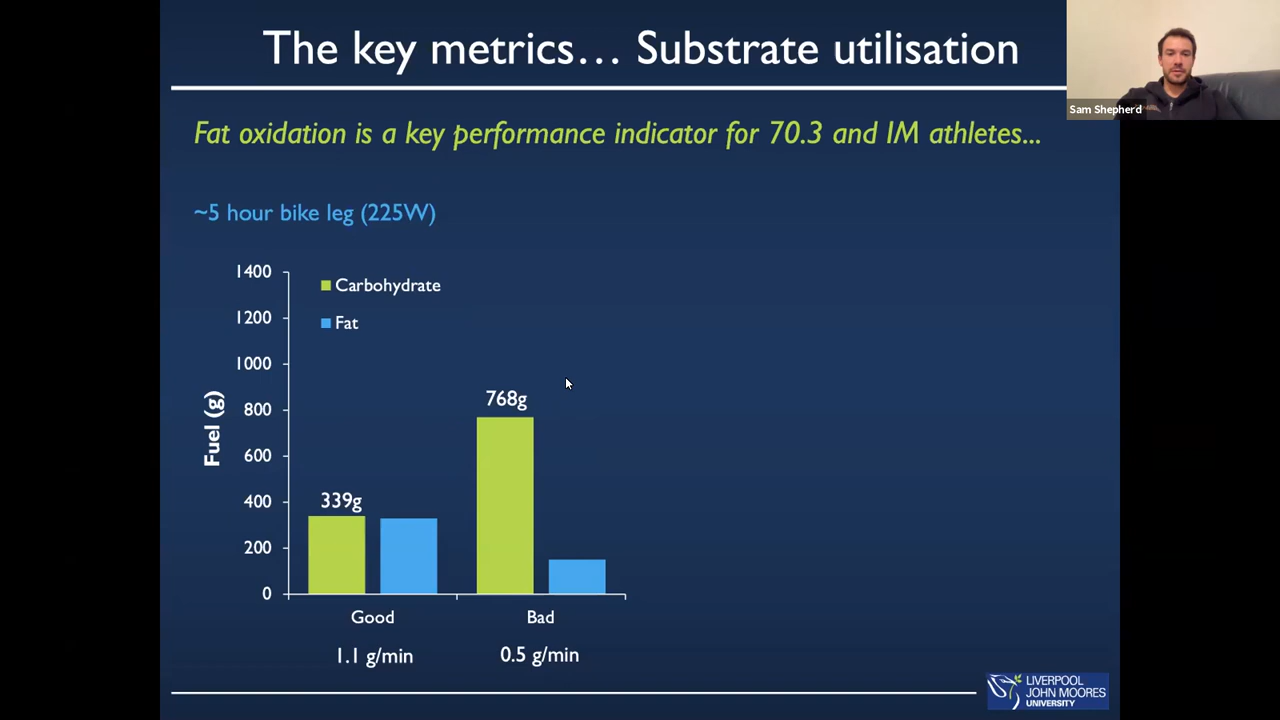 The key metrics... Substrate utilisation
Sam Shepherd
Fat oxidation is a key performance indicator for 70.3 and IM athletes...
~5 hour bike leg (225W)
1400
1200
1000
800
600
400
200
0
Fuel (g)
Carbohydrate
Fat
339g
768g
Good
Bad
1.1 g/min
0.5 g/min
LIVERPOOL
JOHN MOORES
UNIVERSITY